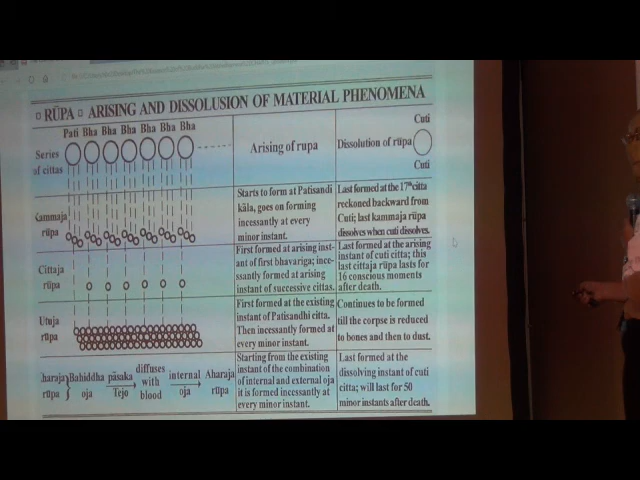 RŪPA ARISING AND DISSOLUSION OF MATERIAL PHENOMENA
Pati Bha Bha Bha Bha Bha Bha
Series
of cittas
Arising of rupa
Cuti
Dissolution of rūpa
Cuti
Kammaja
rūpa
Starts to form at Patisandi
kāla, goes on forming
incessantly at every
minor instant.
Last formed at the 17th citta
reckoned backward from
Cuti; last kammaja rūpa
dissolves when cuti dissolves.
Cittaja
rūpa
First formed at arising inst-
ant of first bhavariga; ince-
ssantly formed at arising
instant of successive cittas.
Last formed at the arising
instant of cuti citta; this
last cittaja rūpa lasts for
16 conscious moments
after death.
Utuja
rūpa
First formed at the existing
instant of Patisandhi citta.
Then incessantly formed at
every minor instant.
Continues to be formed
till the corpse is reduced
to bones and then to dust.
haraja
rūpa
Bahiddha
oja
pāsaka
Tejo
diffuses
with
blood
internal
oja
Aharaja
rūpa
Starting from the existing
instant of the combination
of internal and external oja
it is formed incessantly at
every minor instant.
Last formed at the
dissolving instant of cuti
citta; will last for 50
minor instants after death.